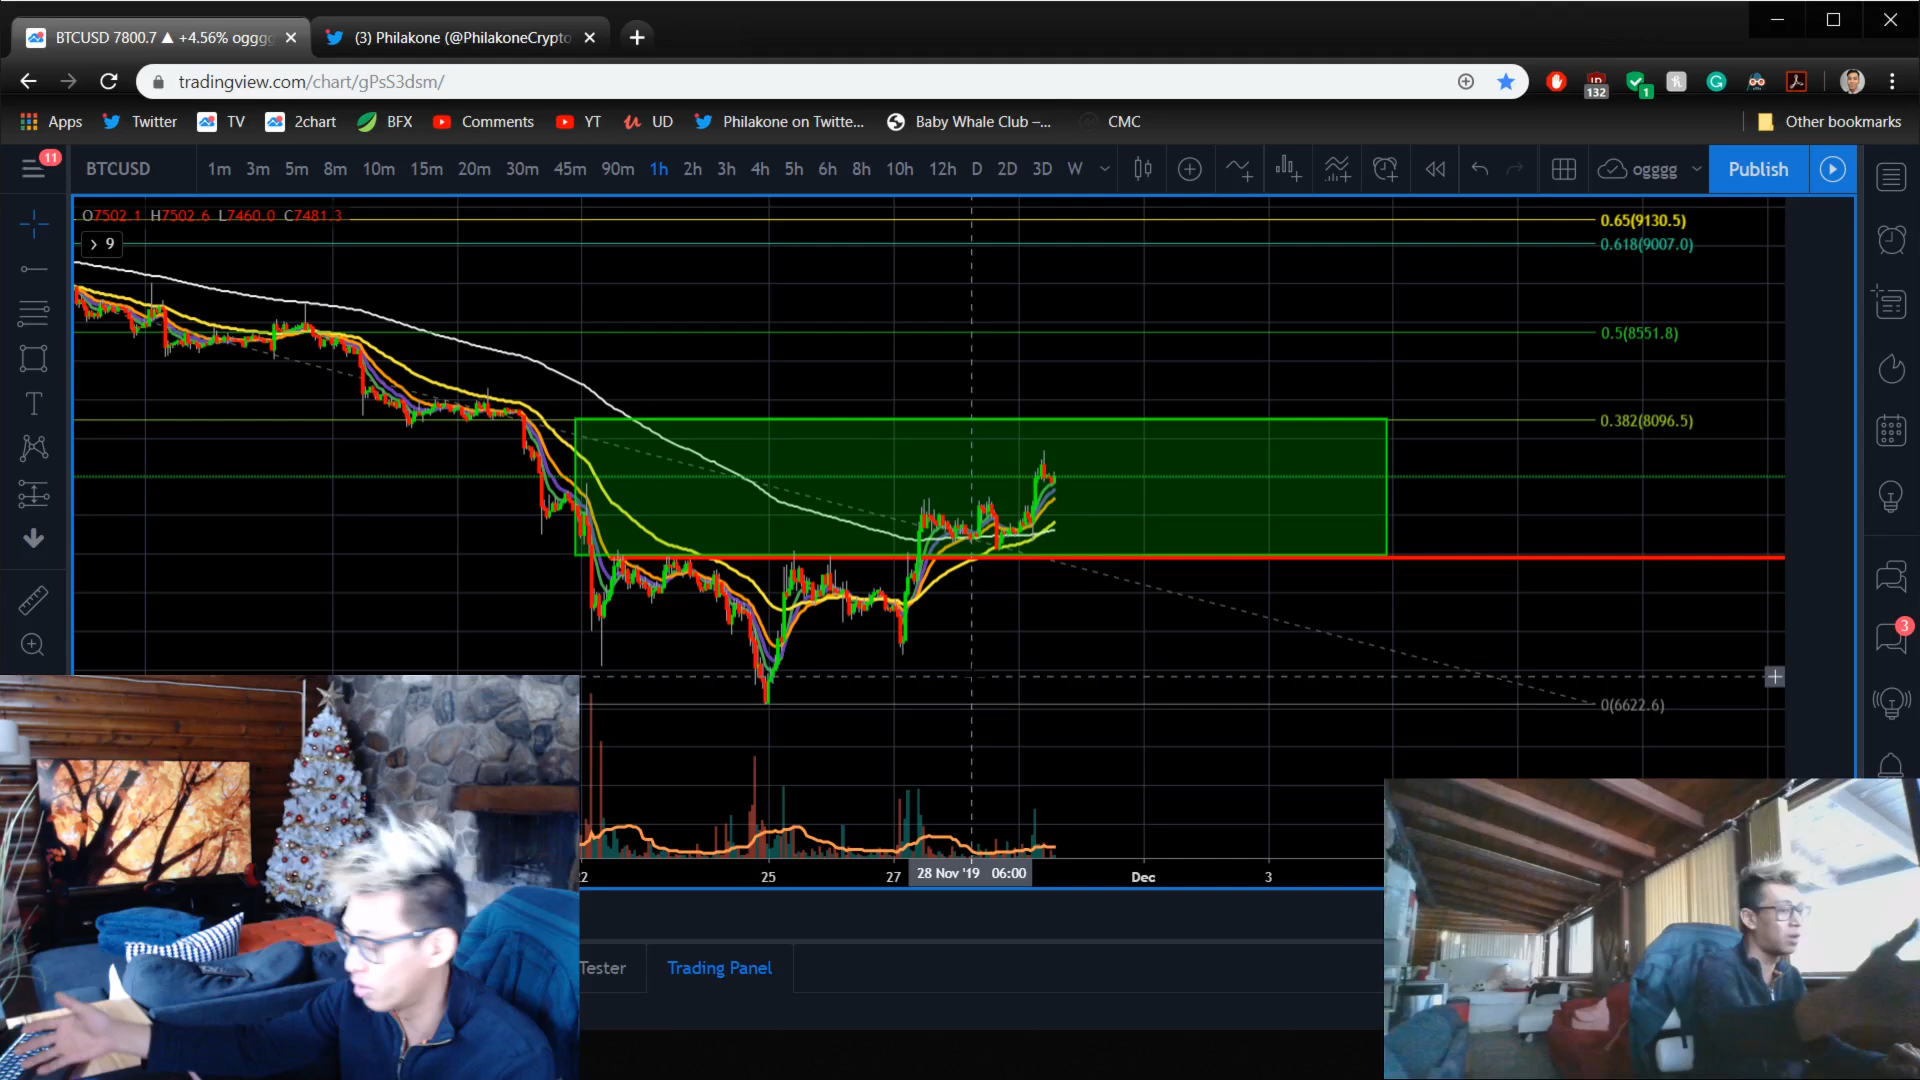 BTCUSD 7800.7 ▲ +4.56% ogggg
(3) Philakone (@PhilakoneCrypto
tradingview.com/chart/gPsS3dsm/
132
1
Apps
Twitter
TV
2chart
BFX
Comments
YT
UD
Philakone on Twitte...
Baby Whale Club –...
CMC
Other bookmarks
11
BTCUSD
1m 3m 5m 8m 10m 15m 20m 30m 45m 90m 1h 2h 3h 4h 5h 6h 8h 10h 12h D 2D 3D W
ogggg
Publish
O7502.1 H7502.6 L7460.0 C7481.3
9
0.65(9130.5)
0.618(9007.0)
0.5(8551.8)
0.382(8096.5)
3
0(6622.6)
25
27
28 Nov '19 06:00
Dec
3
Tester
Trading Panel